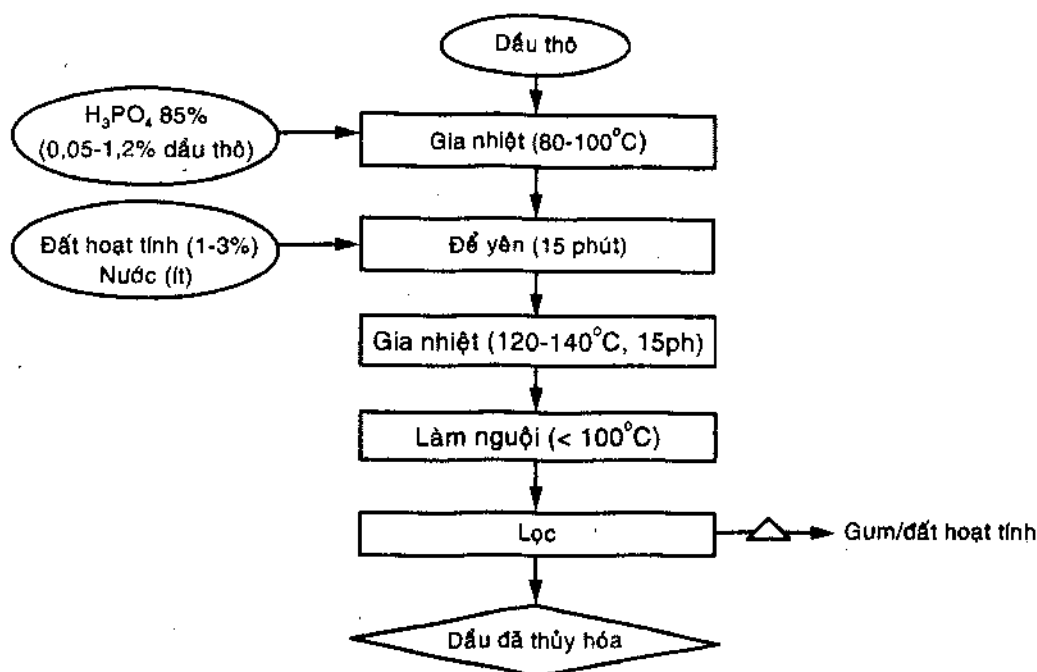 Dầu thô
H₃PO₄ 85%
(0,05-1,2% dầu thô)
Gia nhiệt (80-100°C)
Đất hoạt tính (1-3%)
Nước (ít)
Để yên (15 phút)
Gia nhiệt (120-140°C, 15ph)
Làm nguội (< 100°C)
Lọc
Gum/đất hoạt tính
Dầu đã thủy hóa